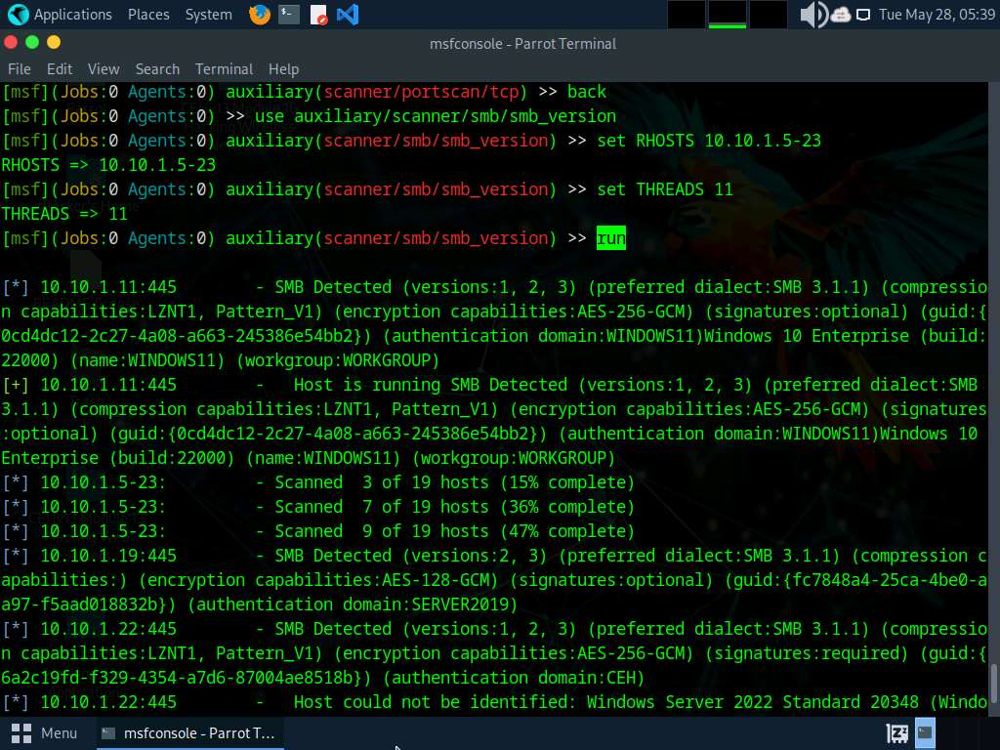 Applications Places System Tue May 28, 05:39
msfconsole - Parrot Terminal
File Edit View Search Terminal Help
[msf](Jobs:0 Agents:0) auxiliary(scanner/portscan/tcp) >> back
[msf](Jobs:0 Agents:0) >> use auxiliary/scanner/smb/smb_version
[msf](Jobs:0 Agents:0) auxiliary(scanner/smb/smb_version) >> set RHOSTS 10.10.1.5-23
RHOSTS => 10.10.1.5-23
[msf](Jobs:0 Agents:0) auxiliary(scanner/smb/smb_version) >> set THREADS 11
THREADS => 11
[msf](Jobs:0 Agents:0) auxiliary(scanner/smb/smb_version) >> run
[*] 10.10.1.11:445 - SMB Detected (versions:1, 2, 3) (preferred dialect:SMB 3.1.1) (compressio
n capabilities:LZNT1, Pattern_V1) (encryption capabilities:AES-256-GCM) (signatures:optional) (guid:{
0cd4dc12-2c27-4a08-a663-245386e54bb2}) (authentication domain:WINDOWS11)Windows 10 Enterprise (build:
22000) (name:WINDOWS11) (workgroup:WORKGROUP)
[+] 10.10.1.11:445 - Host is running SMB Detected (versions:1, 2, 3) (preferred dialect:SMB
3.1.1) (compression capabilities:LZNT1, Pattern_V1) (encryption capabilities:AES-256-GCM) (signatures
:optional) (guid:{0cd4dc12-2c27-4a08-a663-245386e54bb2}) (authentication domain:WINDOWS11)Windows 10
Enterprise (build:22000) (name:WINDOWS11) (workgroup:WORKGROUP)
[*] 10.10.1.5-23: - Scanned 3 of 19 hosts (15% complete)
[*] 10.10.1.5-23: - Scanned 7 of 19 hosts (36% complete)
[*] 10.10.1.5-23: - Scanned 9 of 19 hosts (47% complete)
[*] 10.10.1.19:445 - SMB Detected (versions:2, 3) (preferred dialect:SMB 3.1.1) (compression c
apabilities:) (encryption capabilities:AES-128-GCM) (signatures:optional) (guid:{fc7848a4-25ca-4be0-a
a97-f5aad018832b}) (authentication domain:SERVER2019)
[*] 10.10.1.22:445 - SMB Detected (versions:1, 2, 3) (preferred dialect:SMB 3.1.1) (compressio
n capabilities:LZNT1, Pattern_V1) (encryption capabilities:AES-256-GCM) (signatures:required) (guid:{
6a2c19fd-f329-4354-a7d6-87004ae8518b}) (authentication domain:CEH)
[*] 10.10.1.22:445 - Host could not be identified: Windows Server 2022 Standard 20348 (Windo
Menu msfconsole - Parrot T...